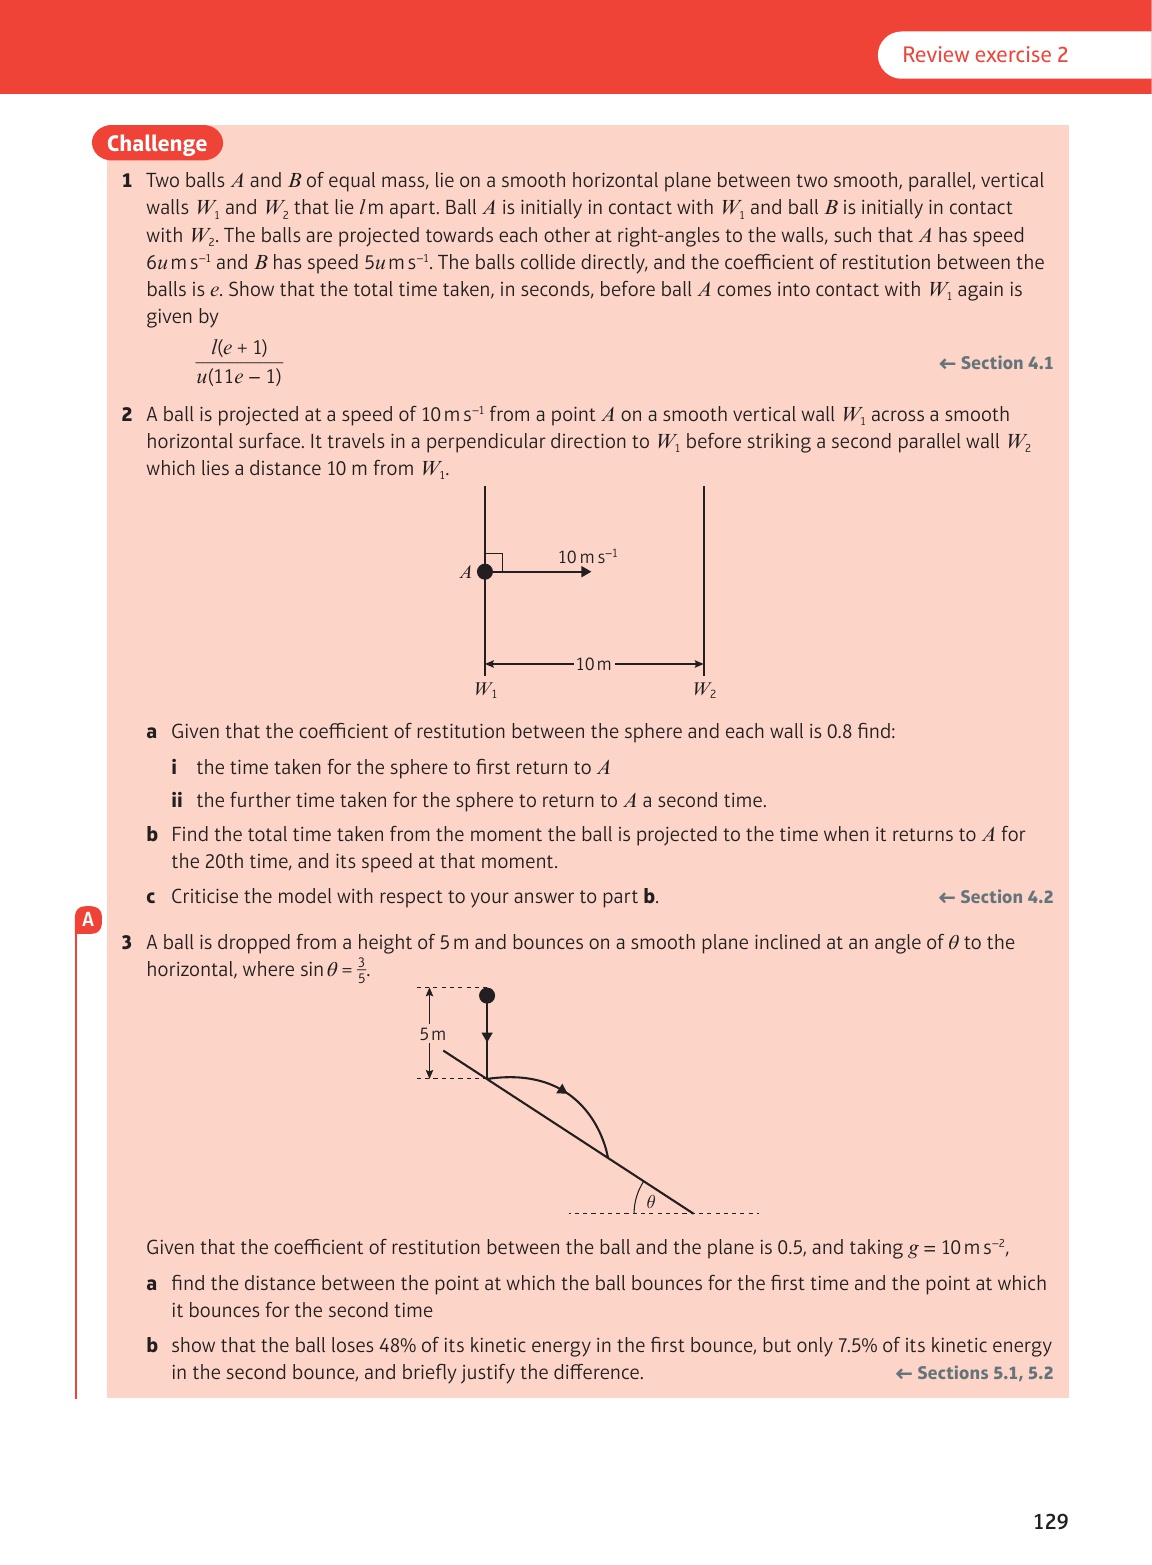 Review exercise 2
Challenge
1 Two balls A and B of equal mass, lie on a smooth horizontal plane between two smooth, parallel, vertical
walls W₁ and W₂ that lie l m apart. Ball A is initially in contact with W₁ and ball B is initially in contact
with W₂. The balls are projected towards each other at right-angles to the walls, such that A has speed
6u m s⁻¹ and B has speed 5u m s⁻¹. The balls collide directly, and the coefficient of restitution between the
balls is e. Show that the total time taken, in seconds, before ball A comes into contact with W₁ again is
given by
l(e + 1)
u(11e – 1)
← Section 4.1
2 A ball is projected at a speed of 10 m s⁻¹ from a point A on a smooth vertical wall W₁ across a smooth
horizontal surface. It travels in a perpendicular direction to W₁ before striking a second parallel wall W₂
which lies a distance 10 m from W₁.
10 m s⁻¹
A
10 m
W₁ W₂
a Given that the coefficient of restitution between the sphere and each wall is 0.8 find:
i the time taken for the sphere to first return to A
ii the further time taken for the sphere to return to A a second time.
b Find the total time taken from the moment the ball is projected to the time when it returns to A for
the 20th time, and its speed at that moment.
c Criticise the model with respect to your answer to part b. ← Section 4.2
A
3 A ball is dropped from a height of 5 m and bounces on a smooth plane inclined at an angle of θ to the
horizontal, where sin θ = 3/5.
5 m
θ
Given that the coefficient of restitution between the ball and the plane is 0.5, and taking g = 10 m s⁻²,
a find the distance between the point at which the ball bounces for the first time and the point at which
it bounces for the second time
b show that the ball loses 48% of its kinetic energy in the first bounce, but only 7.5% of its kinetic energy
in the second bounce, and briefly justify the difference. ← Sections 5.1, 5.2
129